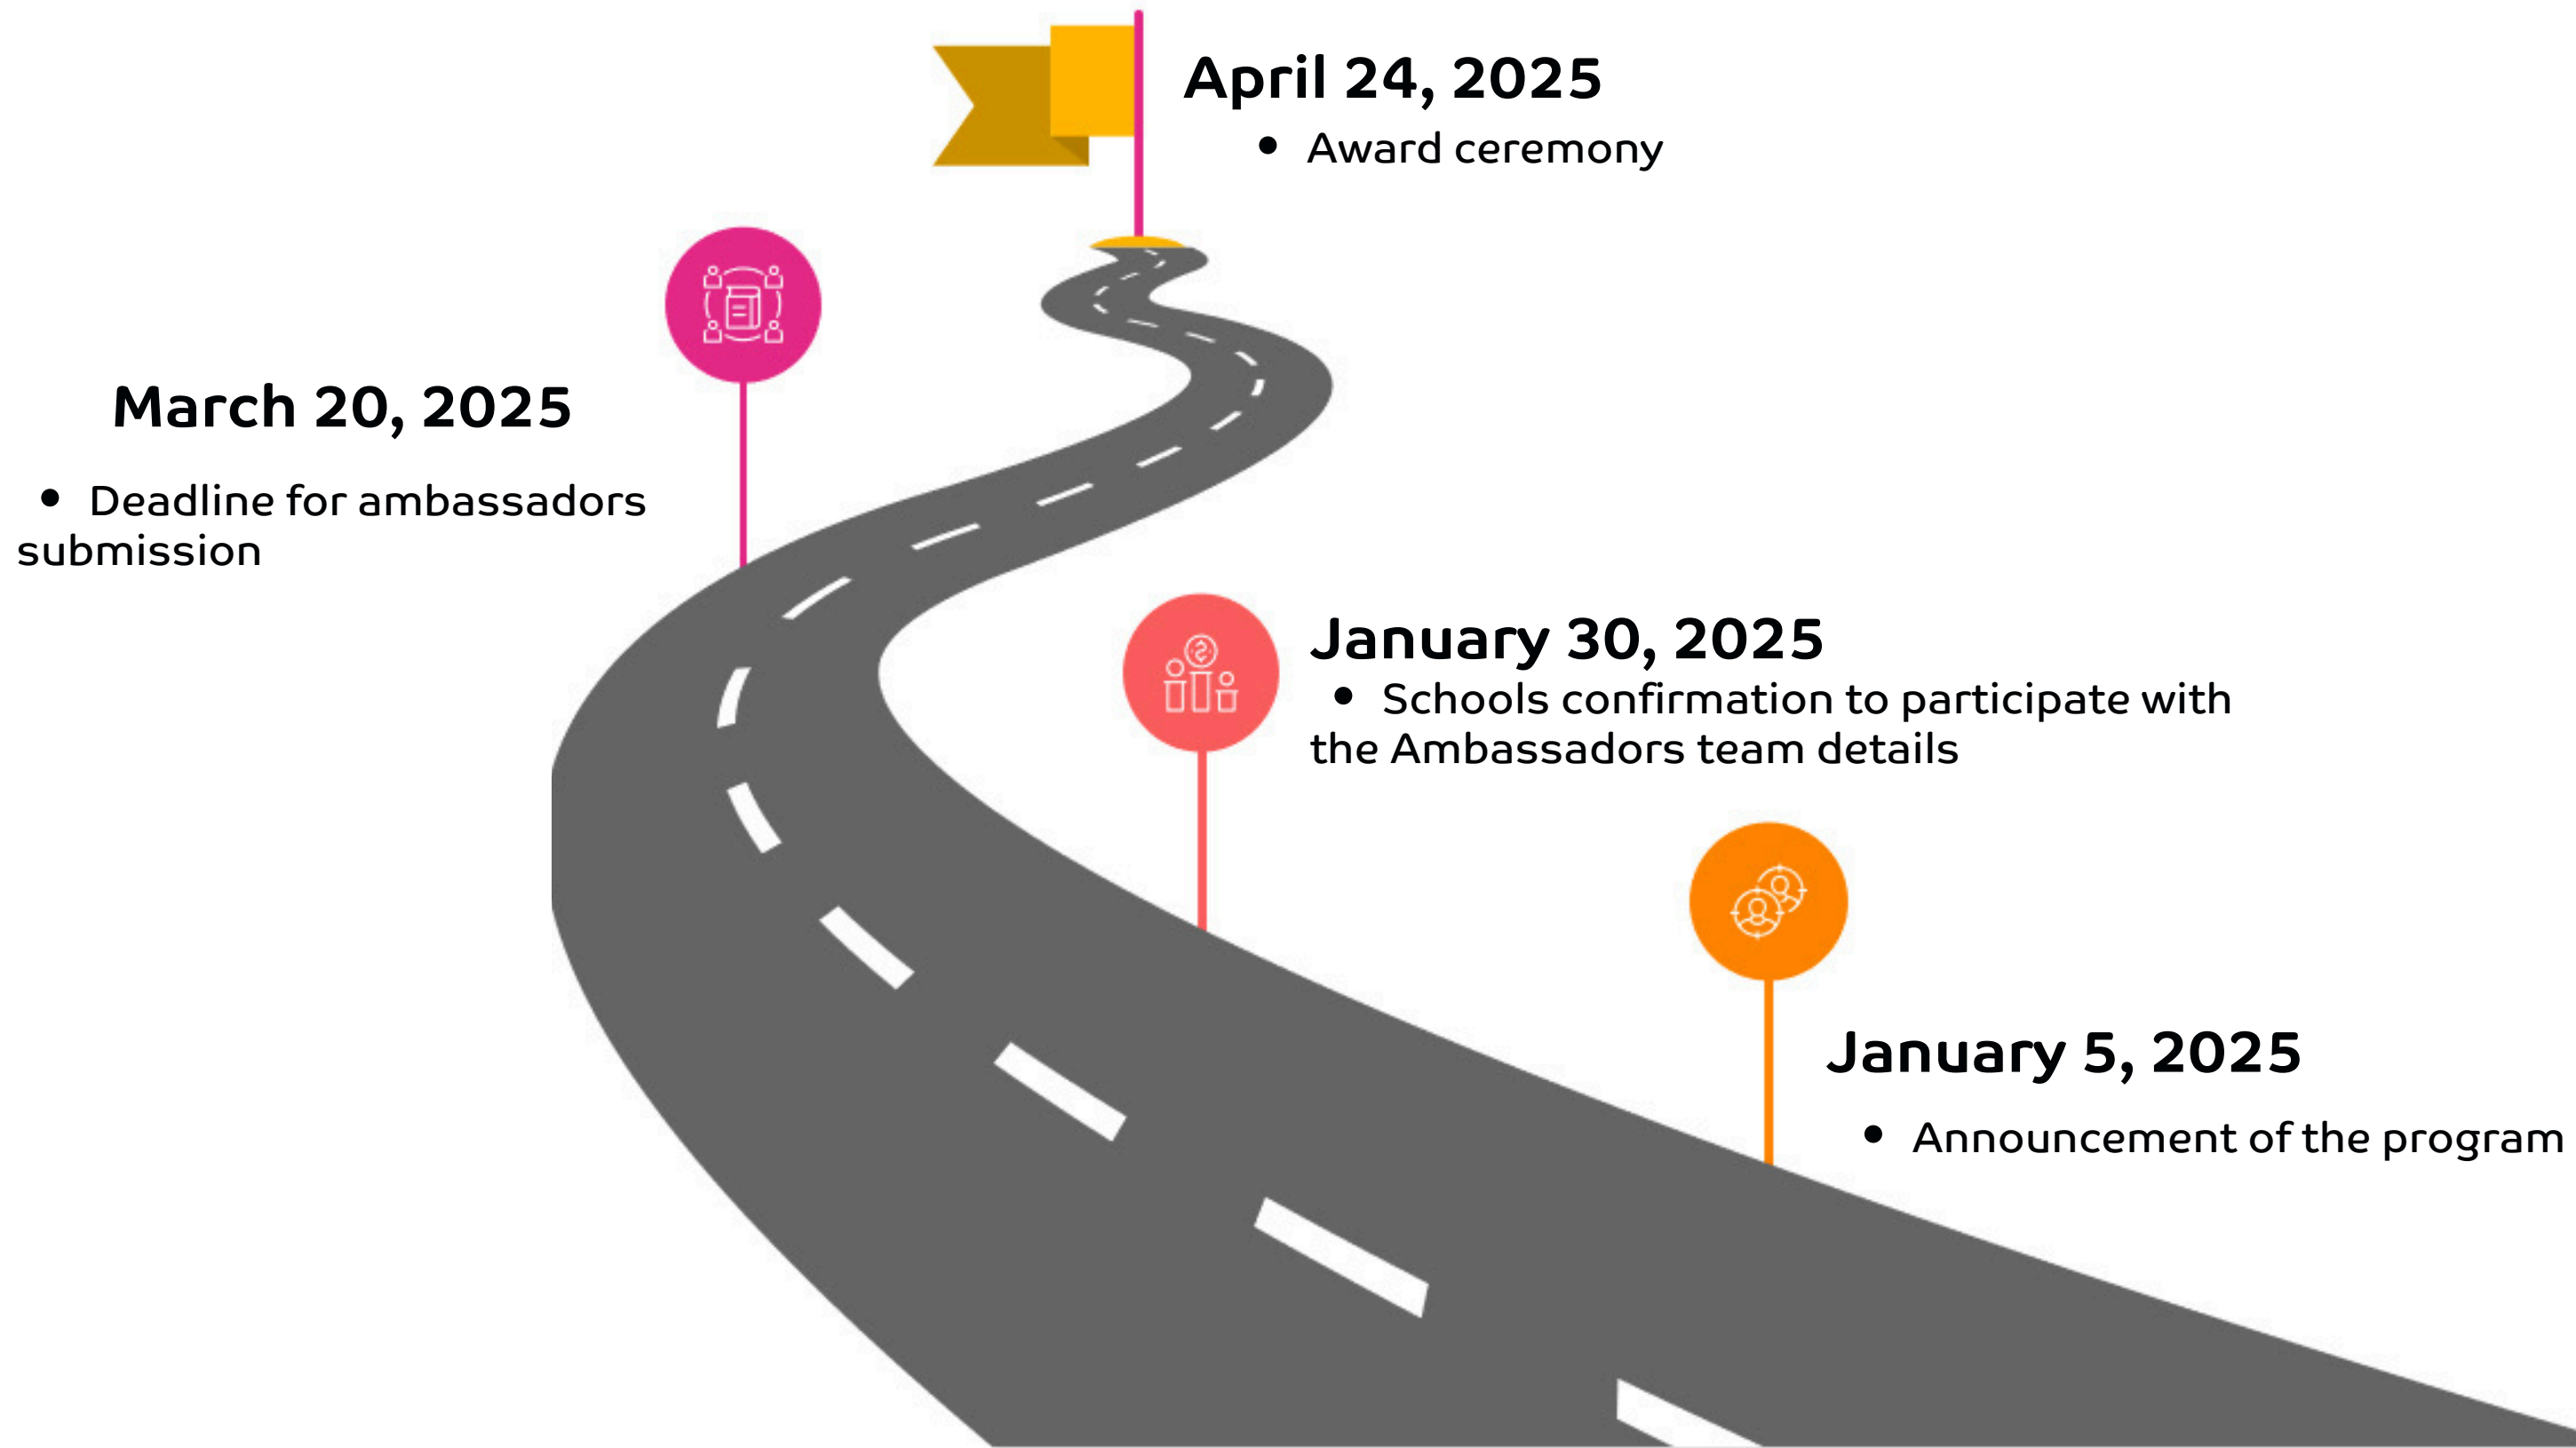 April 24, 2025
• Award ceremony
March 20, 2025
• Deadline for ambassadors
submission
January 30, 2025
• Schools confirmation to participate with
the Ambassadors team details
January 5, 2025
• Announcement of the program